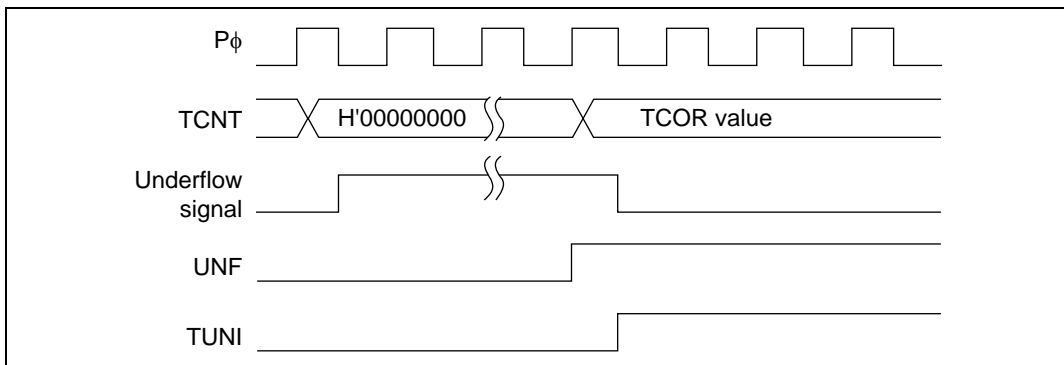 Pϕ
TCNT H'00000000 TCOR value
Underflow
signal
UNF
TUNI